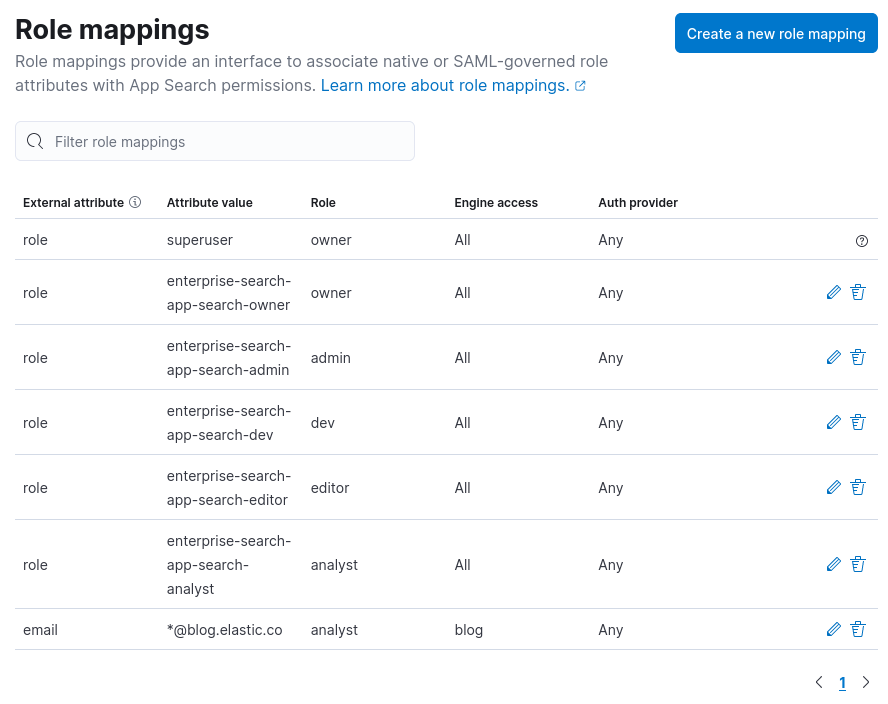 Role mappings
Create a new role mapping
Role mappings provide an interface to associate native or SAML-governed role
attributes with App Search permissions. Learn more about role mappings.
Filter role mappings
External attribute Attribute value Role Engine access Auth provider
role superuser owner All Any
role enterprise-search-
app-search-owner owner All Any
role enterprise-search-
app-search-admin admin All Any
role enterprise-search-
app-search-dev dev All Any
role enterprise-search-
app-search-editor editor All Any
role enterprise-search-
app-search-
analyst analyst All Any
email *@blog.elastic.co analyst blog Any
1